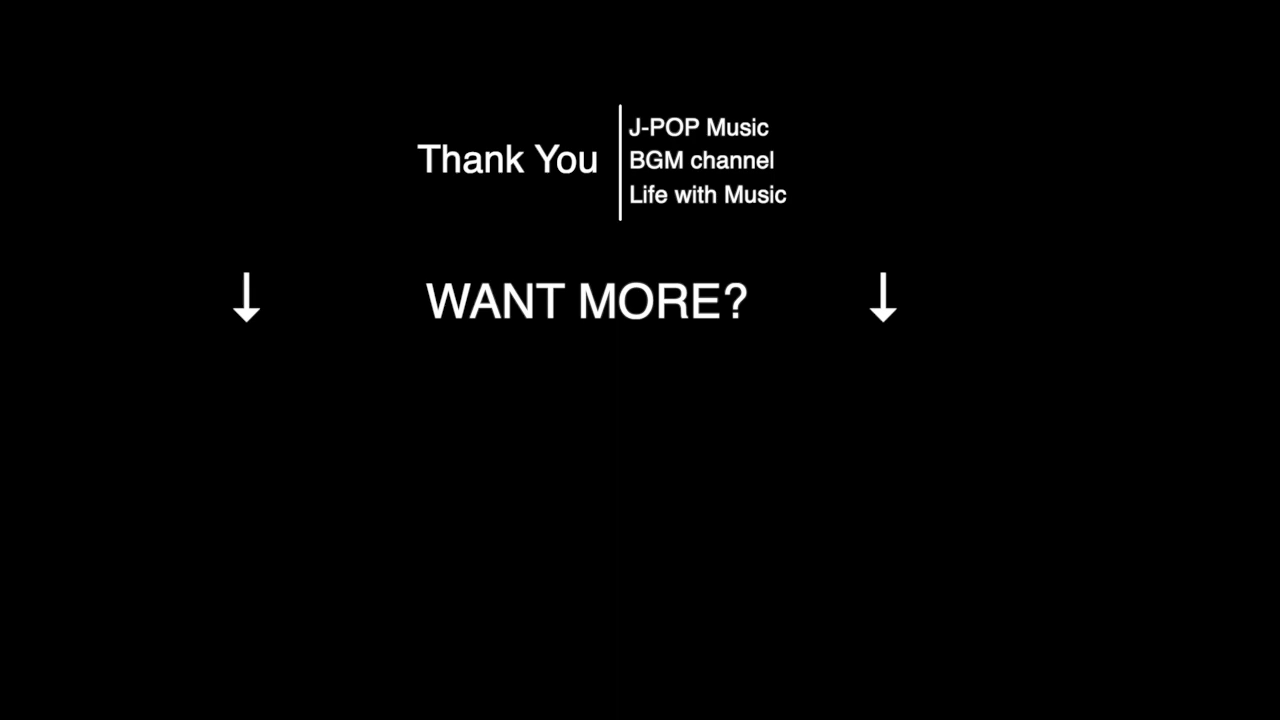 Thank You
J-POP Music
BGM channel
Life with Music
↓ WANT MORE? ↓